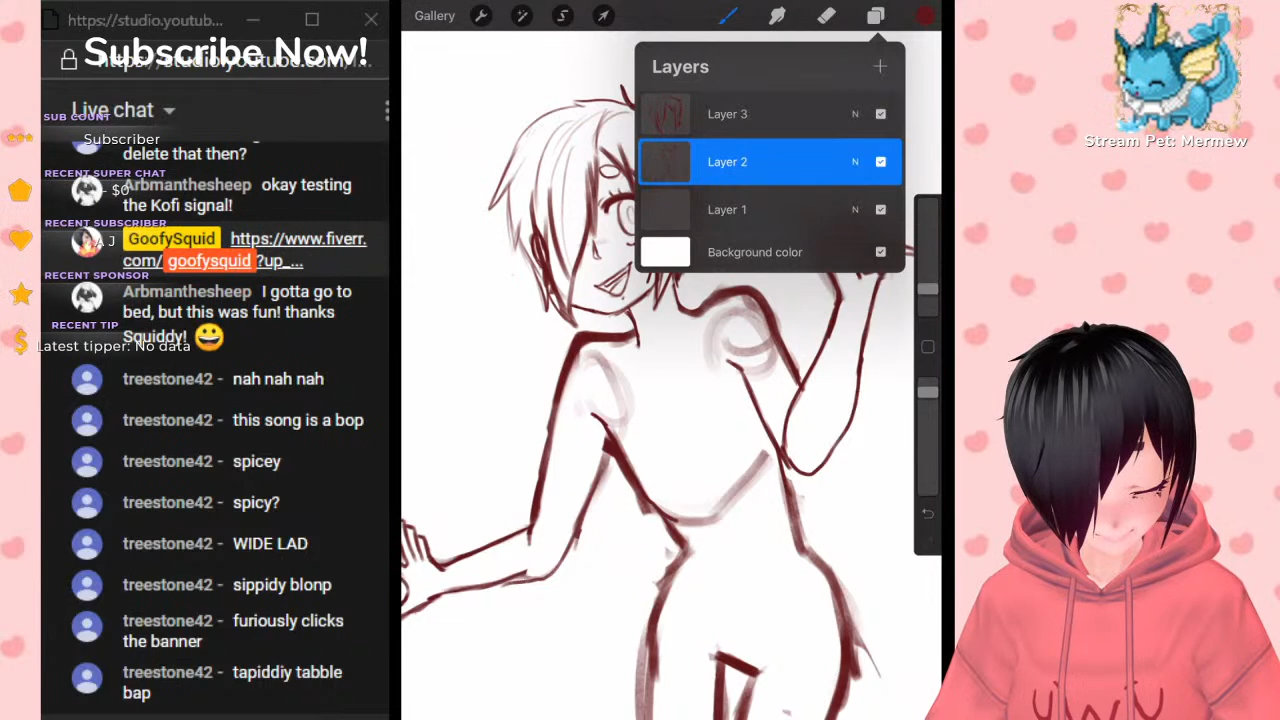 https://studio.youtub...
Subscribe Now!
https://studio.youtube.com/l...
Live chat
SUB COUNT
Subscriber
delete that then?
RECENT SUPER CHAT
- $0
Arbmanthesheep okay testing
the Kofi signal!
RECENT SUBSCRIBER
A J
GoofySquid https://www.fiverr.
com/goofysquid?up_...
RECENT SPONSOR
Arbmanthesheep I gotta go to
bed, but this was fun! thanks
Squiddy!
RECENT TIP
Latest tipper: No data
treestone42 - nah nah nah
treestone42 - this song is a bop
treestone42 - spicey
treestone42 - spicy?
treestone42 - WIDE LAD
treestone42 - sippidy blonp
treestone42 - furiously clicks
the banner
treestone42 - tapiddiy tabble
bap
Gallery
Layers
Layer 3 N
Layer 2 N
Layer 1 N
Background color
Stream Pet: Mermew